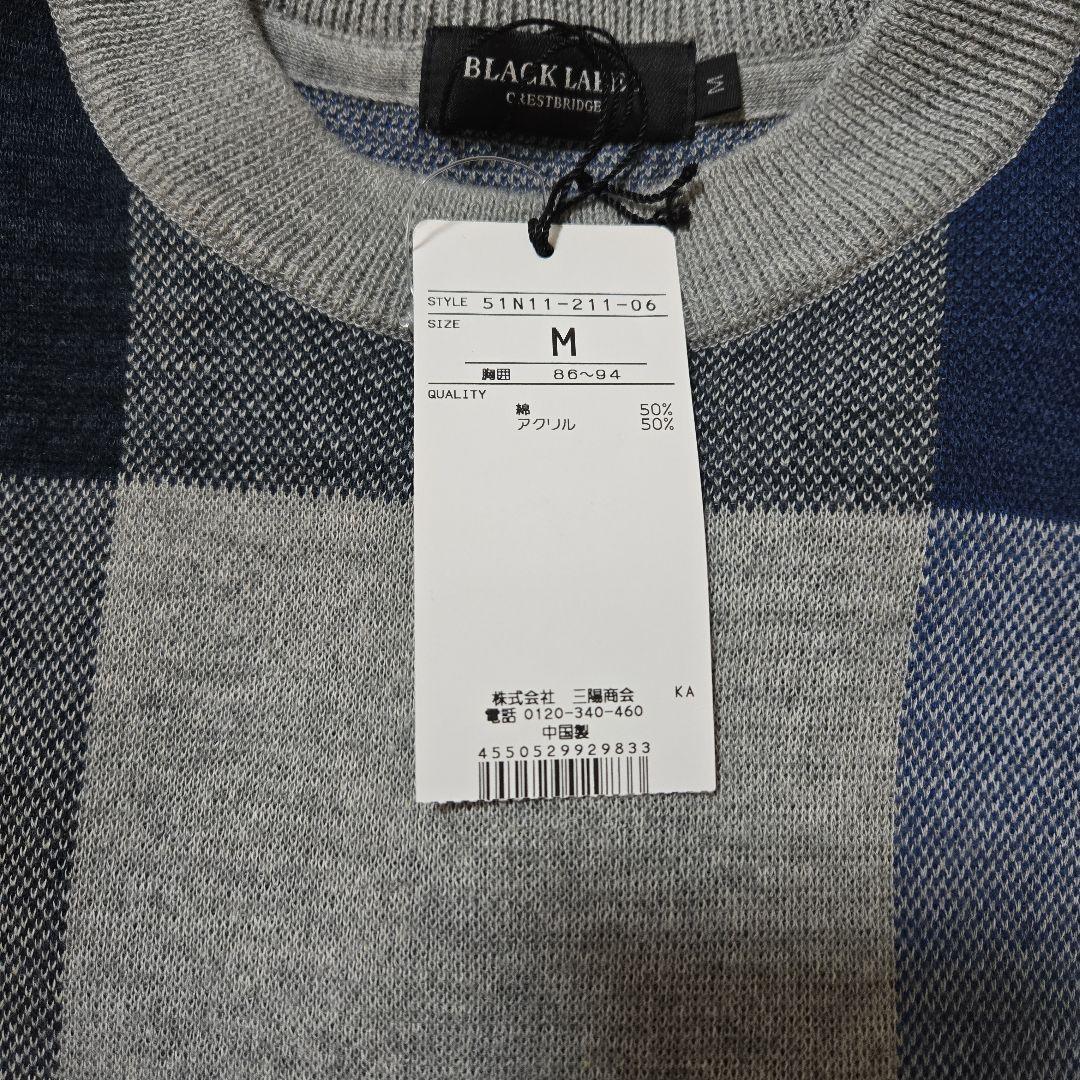 BLACK LABE
CRESTBRIDGE
M
STYLE 51N11-211-06
SIZE
M
胸囲 86〜94
QUALITY
綿 50%
アクリル 50%
株式会社 三陽商会 KA
電話 0120-340-460
中国製
4550529929833